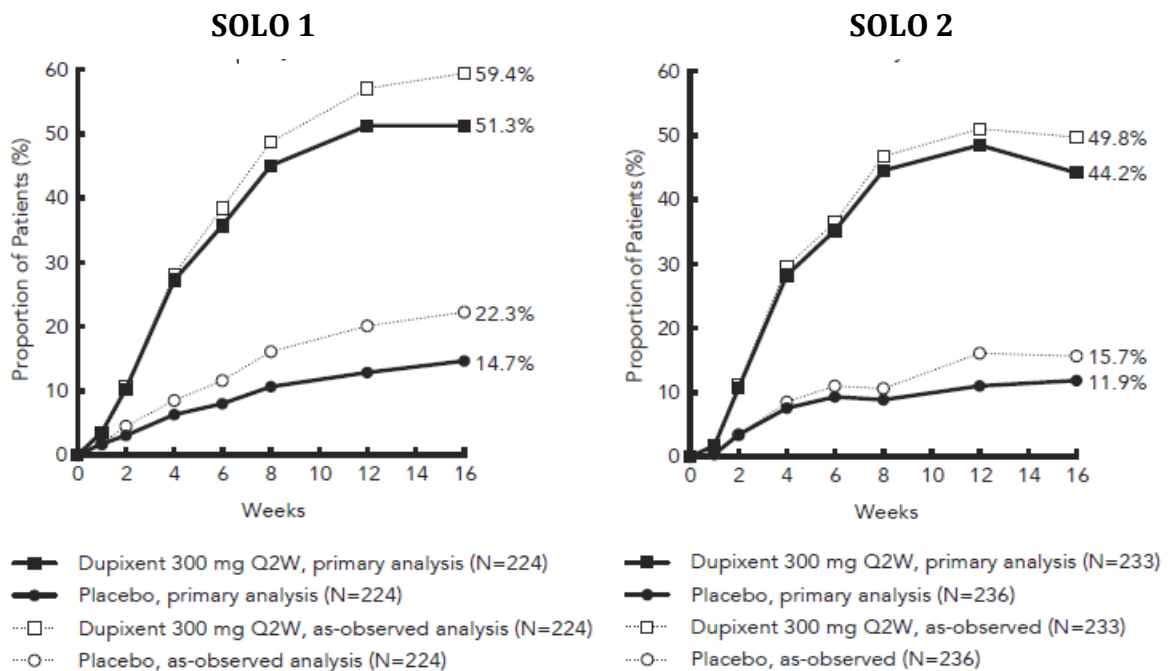 SOLO 1
Proportion of Patients (%)
60
50
40
30
20
10
0
0 2 4 6 8 10 12 14 16
Weeks
59.4%
51.3%
22.3%
14.7%
Dupixent 300 mg Q2W, primary analysis (N=224)
Placebo, primary analysis (N=224)
Dupixent 300 mg Q2W, as-observed analysis (N=224)
Placebo, as-observed analysis (N=224)
SOLO 2
Proportion of Patients (%)
60
50
40
30
20
10
0
0 2 4 6 8 10 12 14 16
Weeks
49.8%
44.2%
15.7%
11.9%
Dupixent 300 mg Q2W, primary analysis (N=233)
Placebo, primary analysis (N=236)
Dupixent 300 mg Q2W, as-observed (N=233)
Placebo, as-observed (N=236)